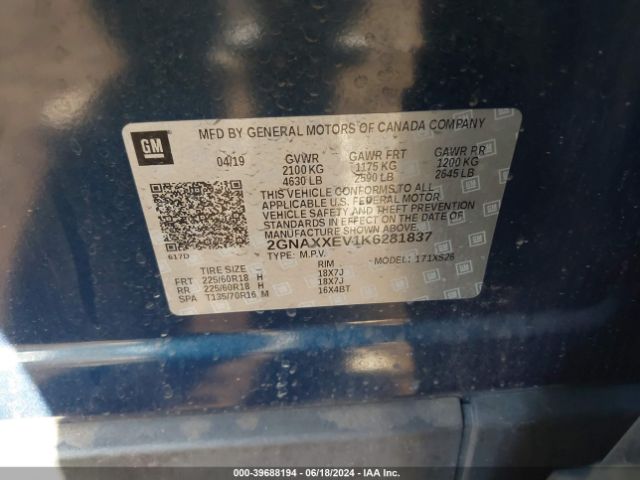 GM
MFD BY GENERAL MOTORS OF CANADA COMPANY
04/19 GVWR GAWR FRT GAWR RR
2100 KG 1175 KG 1200 KG
4630 LB 2590 LB 2645 LB
THIS VEHICLE CONFORMS TO ALL
APPLICABLE U.S. FEDERAL MOTOR
VEHICLE SAFETY AND THEFT PREVENTION
STANDARDS IN EFFECT ON THE DATE OF
MANUFACTURE SHOWN ABOVE.
2GNAXXEV1K6281837
617D TYPE: M.P.V. MODEL: 171XS26
TIRE SIZE RIM
FRT 225/60R18 H 18X7J
RR 225/60R18 H 18X7J
SPA T135/70R16 M 16X4BT
000-39688194 - 06/18/2024 - IAA Inc.